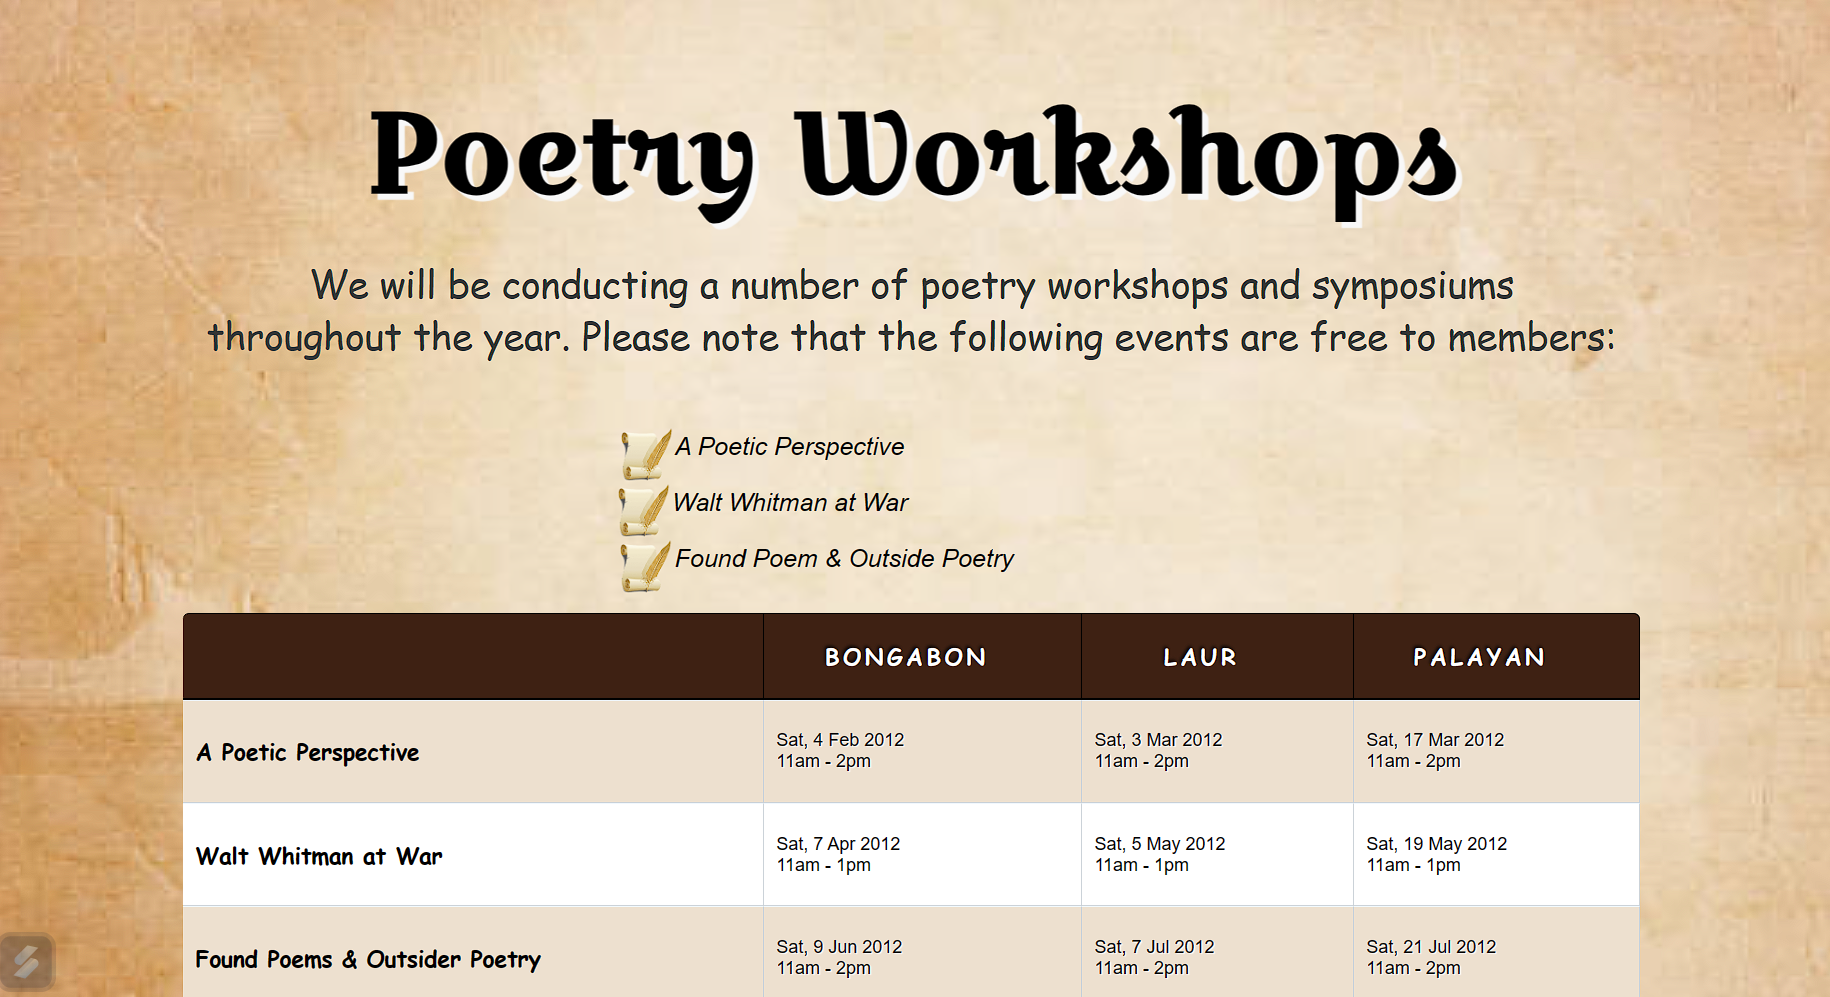 Poetry Workshops
We will be conducting a number of poetry workshops and symposiums
throughout the year. Please note that the following events are free to members:
A Poetic Perspective
Walt Whitman at War
Found Poem & Outside Poetry
BONGABON LAUR PALAYAN
A Poetic Perspective
Sat, 4 Feb 2012
11am - 2pm
Sat, 3 Mar 2012
11am - 2pm
Sat, 17 Mar 2012
11am - 2pm
Walt Whitman at War
Sat, 7 Apr 2012
11am - 1pm
Sat, 5 May 2012
11am - 1pm
Sat, 19 May 2012
11am - 1pm
Found Poems & Outsider Poetry
Sat, 9 Jun 2012
11am - 2pm
Sat, 7 Jul 2012
11am - 2pm
Sat, 21 Jul 2012
11am - 2pm